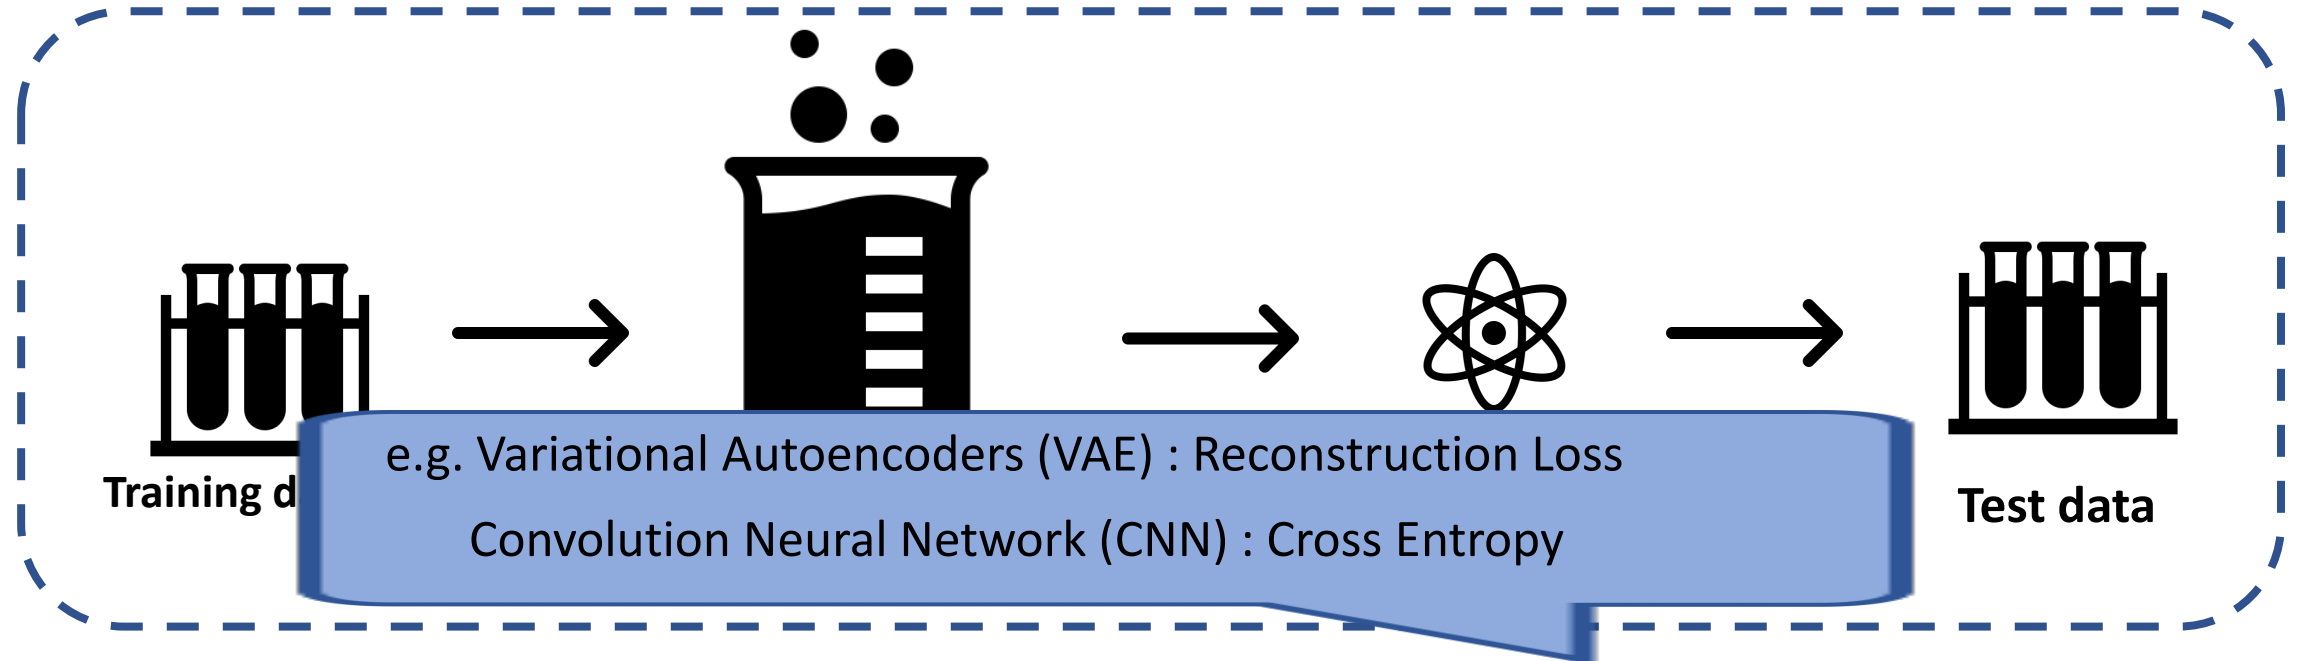 e.g. Variational Autoencoders (VAE) : Reconstruction Loss
Training
Test data
Convolution Neural Network (CNN) : Cross Entropy